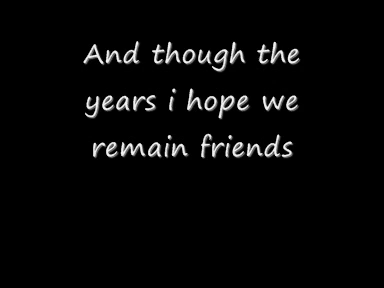 And though the
years i hope we
remain friends